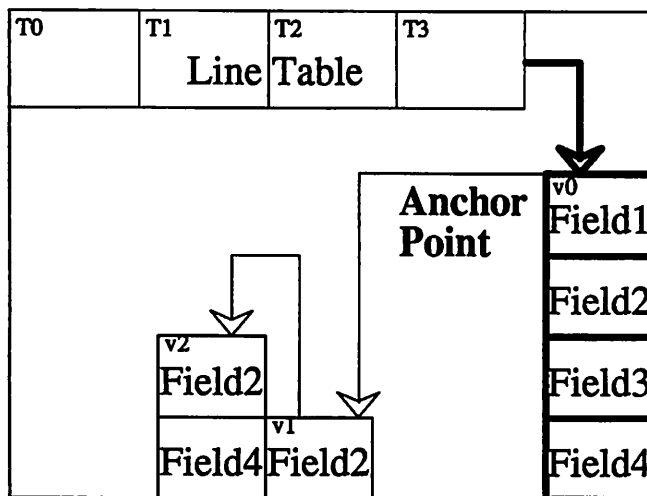 T0 T1 T2 T3
Line Table
v0
Anchor Field1
Point
Field2
v2
Field2 Field3
v1
Field4 Field2 Field4